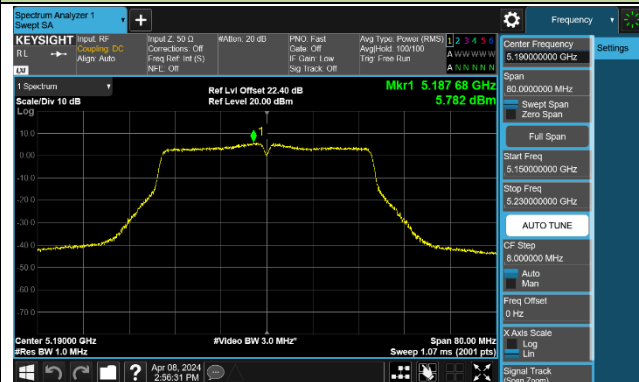 Spectrum Analyzer 1
Swept SA
Frequency
KEYSIGHT
RL
LXI
Input: RF
Coupling: DC
Align: Auto
Input Z: 50 Ω
Corrections: Off
Freq Ref: Int (S)
NFE: Off
#Atten: 20 dB
PNO: Fast
Gate: Off
IF Gain: Low
Sig Track: Off
Avg Type: Power (RMS)
Avg|Hold: 100/100
Trig: Free Run
1 2 3 4 5 6
A W W W W W
A N N N N N
Center Frequency
5.190000000 GHz
Settings
Span
80.0000000 MHz
Swept Span
Zero Span
Full Span
Start Freq
5.150000000 GHz
Stop Freq
5.230000000 GHz
AUTO TUNE
CF Step
8.000000 MHz
Auto
Man
Freq Offset
0 Hz
X Axis Scale
Log
Lin
Signal Track
(Span Zoom)
1 Spectrum
Scale/Div 10 dB
Log
Ref Lvl Offset 22.40 dB
Ref Level 20.00 dBm
Mkr1 5.187 68 GHz
5.782 dBm
1
10.0
0.00
-10.0
-20.0
-30.0
-40.0
-50.0
-60.0
-70.0
Center 5.19000 GHz
#Res BW 1.0 MHz
#Video BW 3.0 MHz*
Span 80.00 MHz
Sweep 1.07 ms (2001 pts)
?
Apr 08, 2024
2:56:31 PM